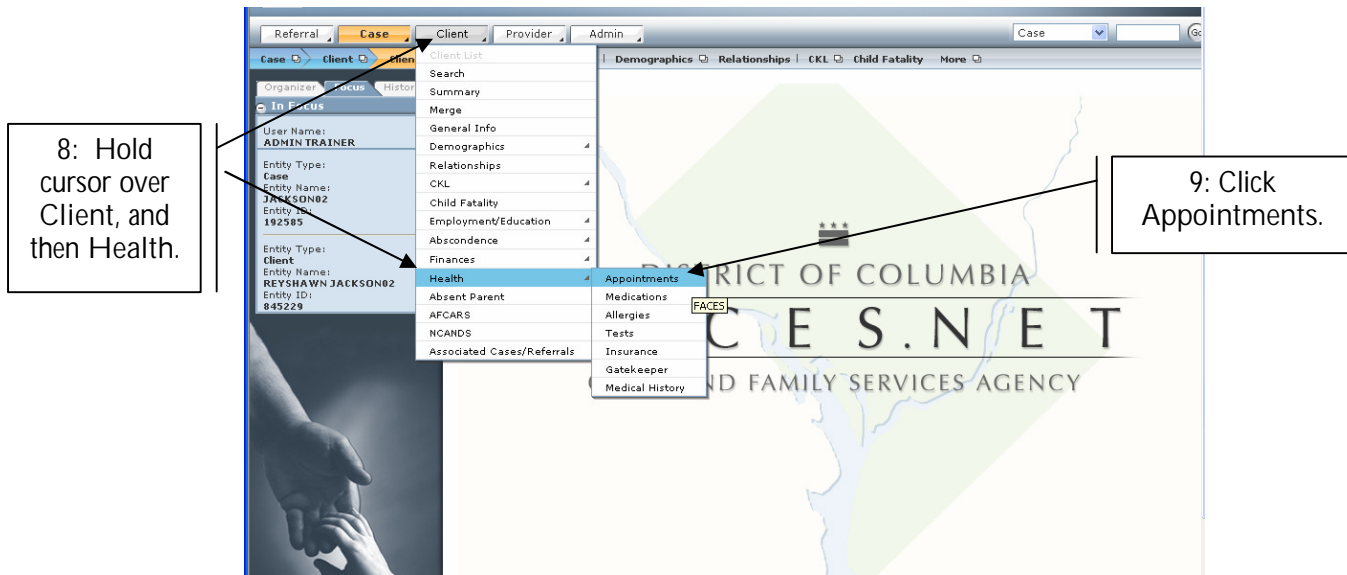 Referral Case Client Provider Admin Case
Case Client Demographics Relationships CKL Child Fatality More
Organizer Focus
In Focus
User Name:
ADMIN TRAINER
Entity Type:
Case
Entity Name:
JACKSON02
Entity ID:
192585
Entity Type:
Client
Entity Name:
REYSHAWN JACKSON02
Entity ID:
845229
Client List
Search
Summary
Merge
General Info
Demographics
Relationships
CKL
Child Fatality
Employment/Education
Abscondence
Finances
Health
Absent Parent
AFCARS
NCANDS
Associated Cases/Referrals
Appointments
Medications
Allergies
Tests
Insurance
Gatekeeper
Medical History
FACES
OF COLUMBIA
E S . N E T
FAMILY SERVICES AGENCY
8: Hold
cursor over
Client, and
then Health.
9: Click
Appointments.